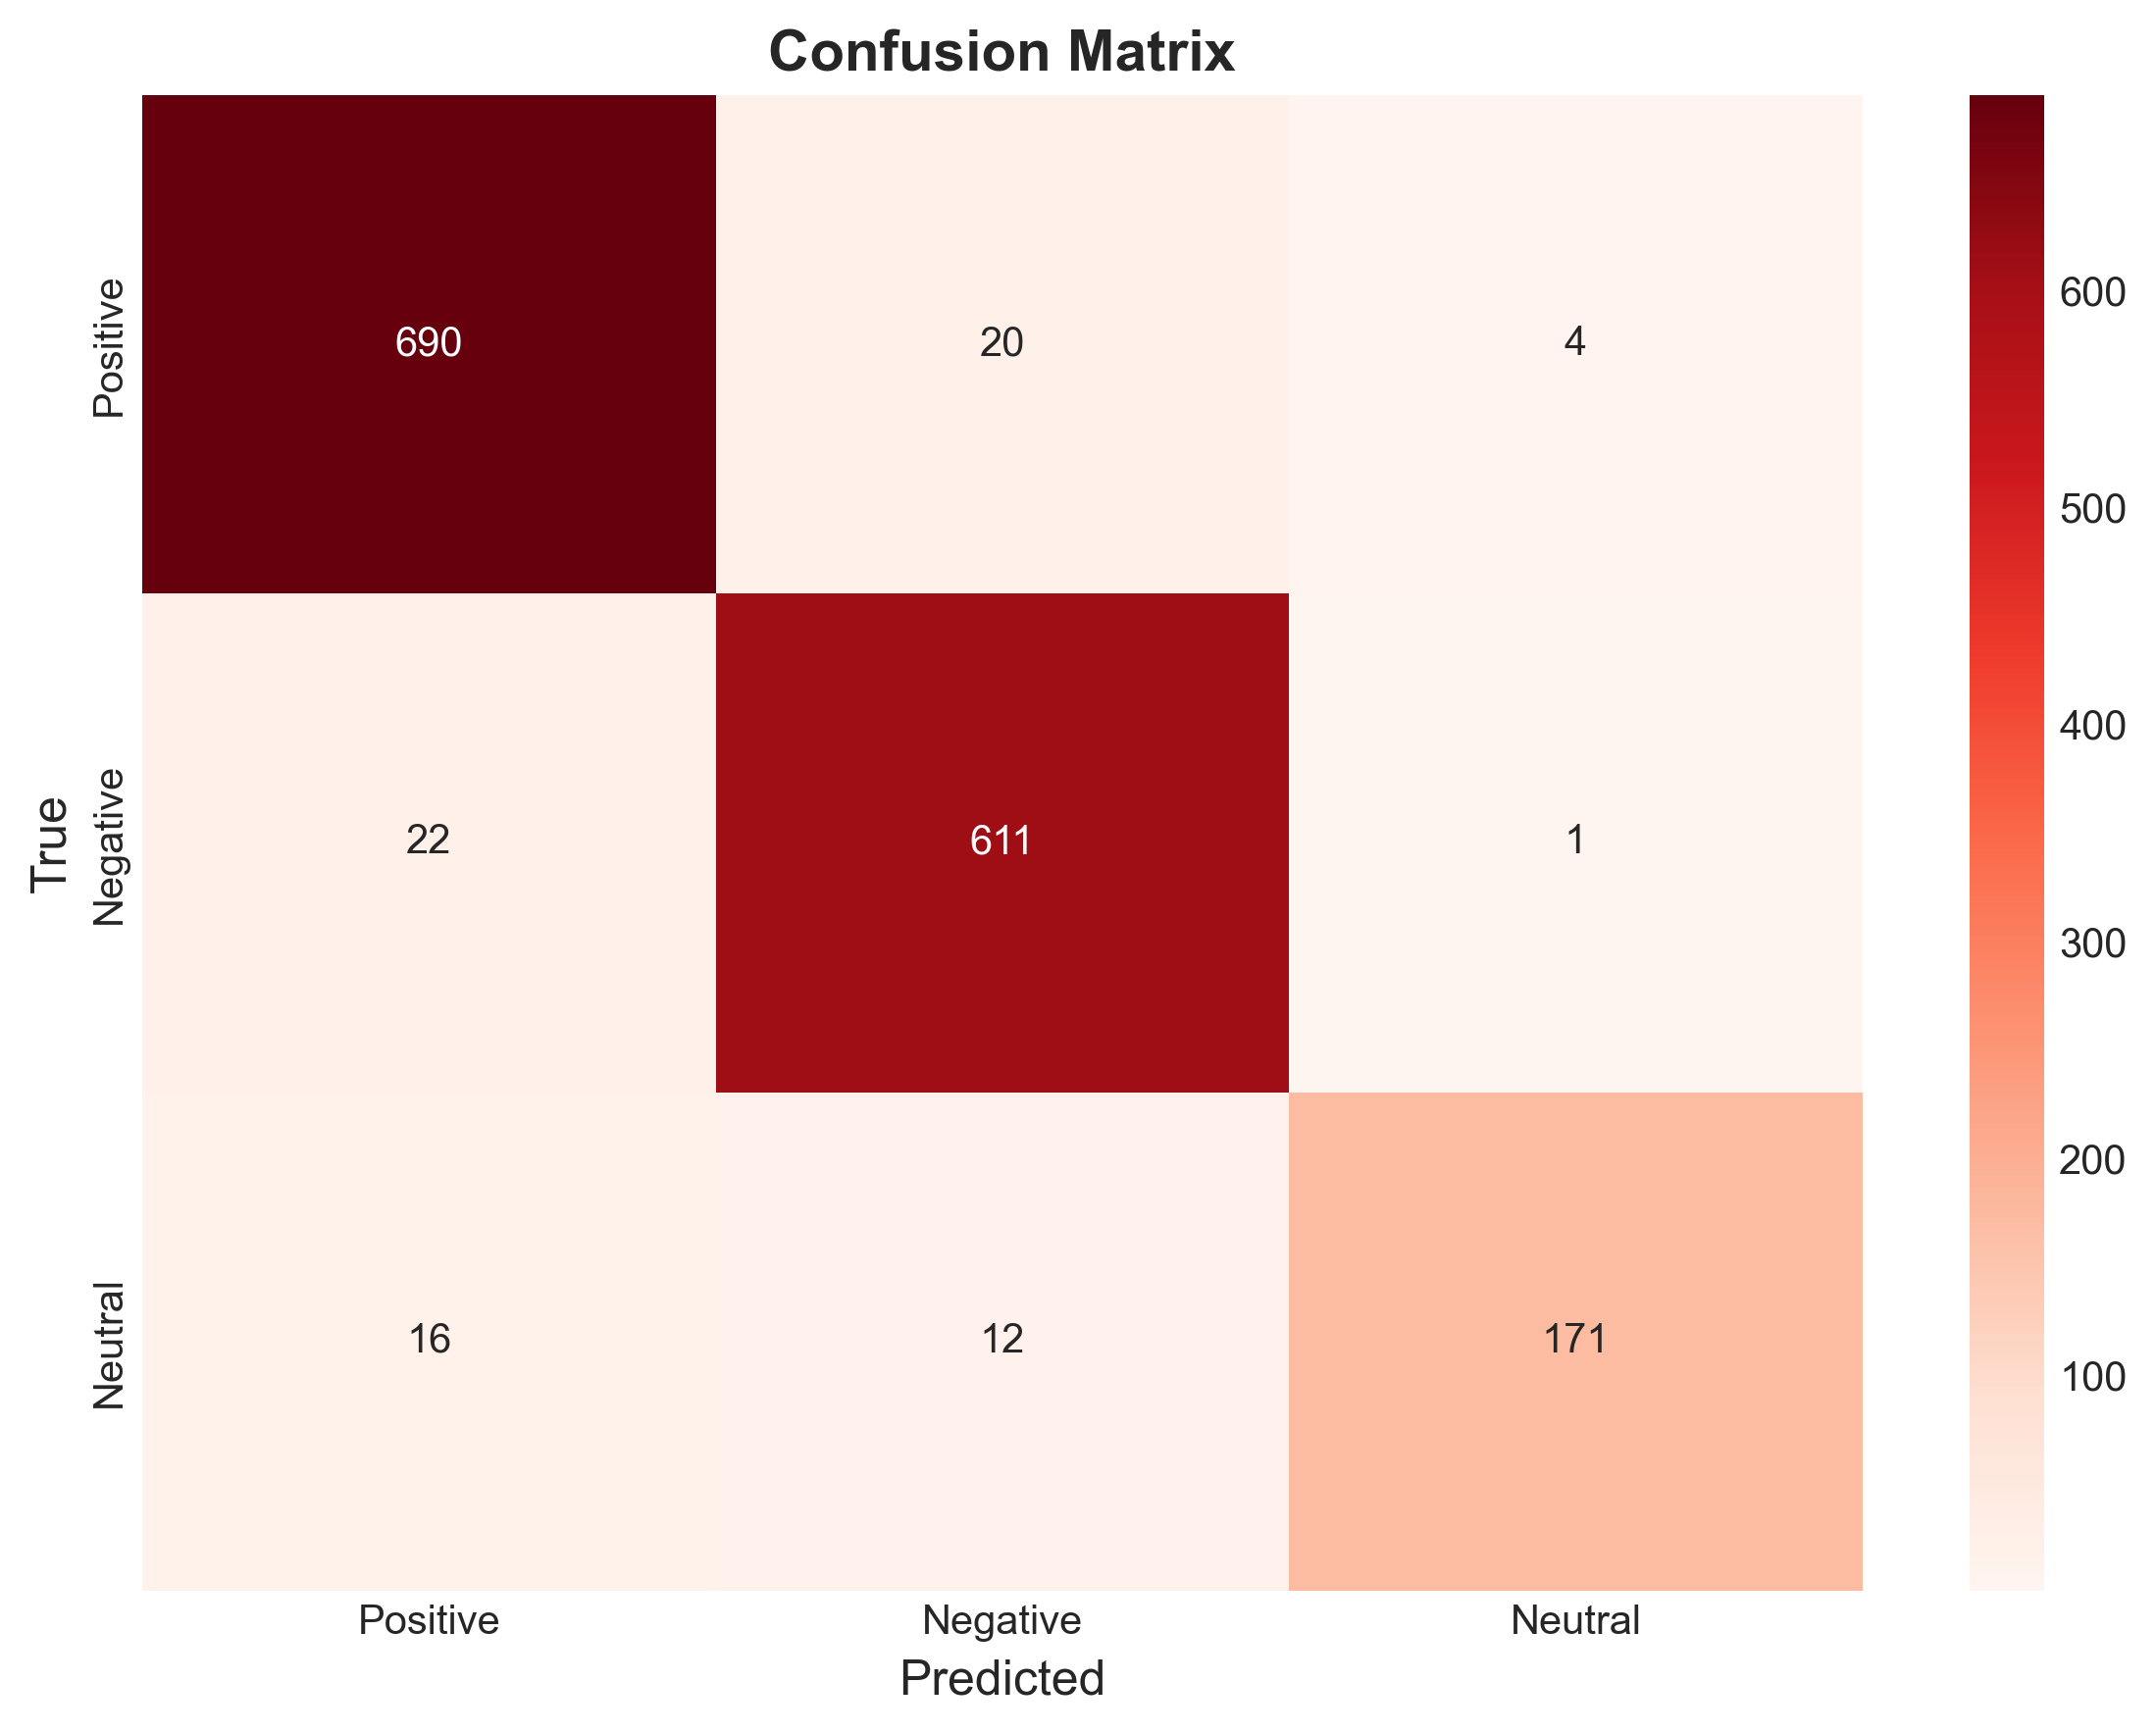 Confusion Matrix
Positive
690
20
4
Negative
22
611
1
Neutral
16
12
171
True
Positive
Negative
Neutral
Predicted
600
500
400
300
200
100